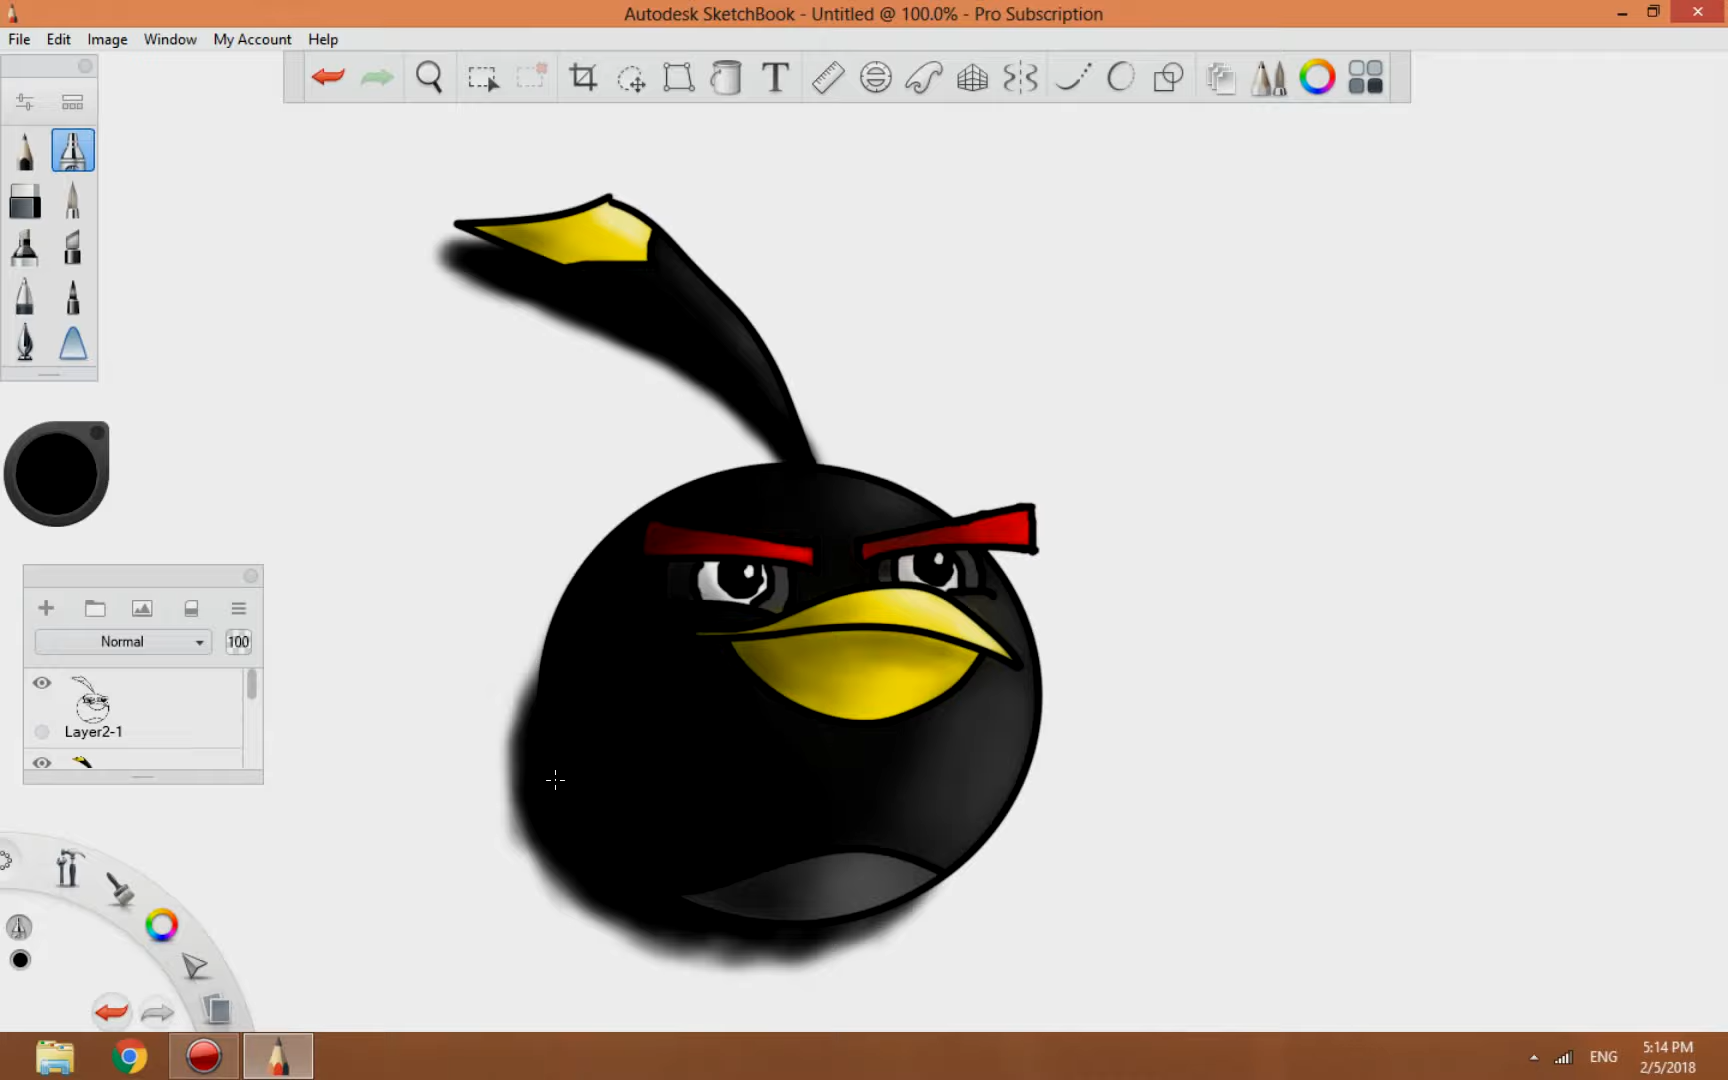 Autodesk SketchBook - Untitled @ 100.0% - Pro Subscription
File Edit Image Window My Account Help
T
Normal 100
Layer2-1
ENG
5:14 PM
2/5/2018